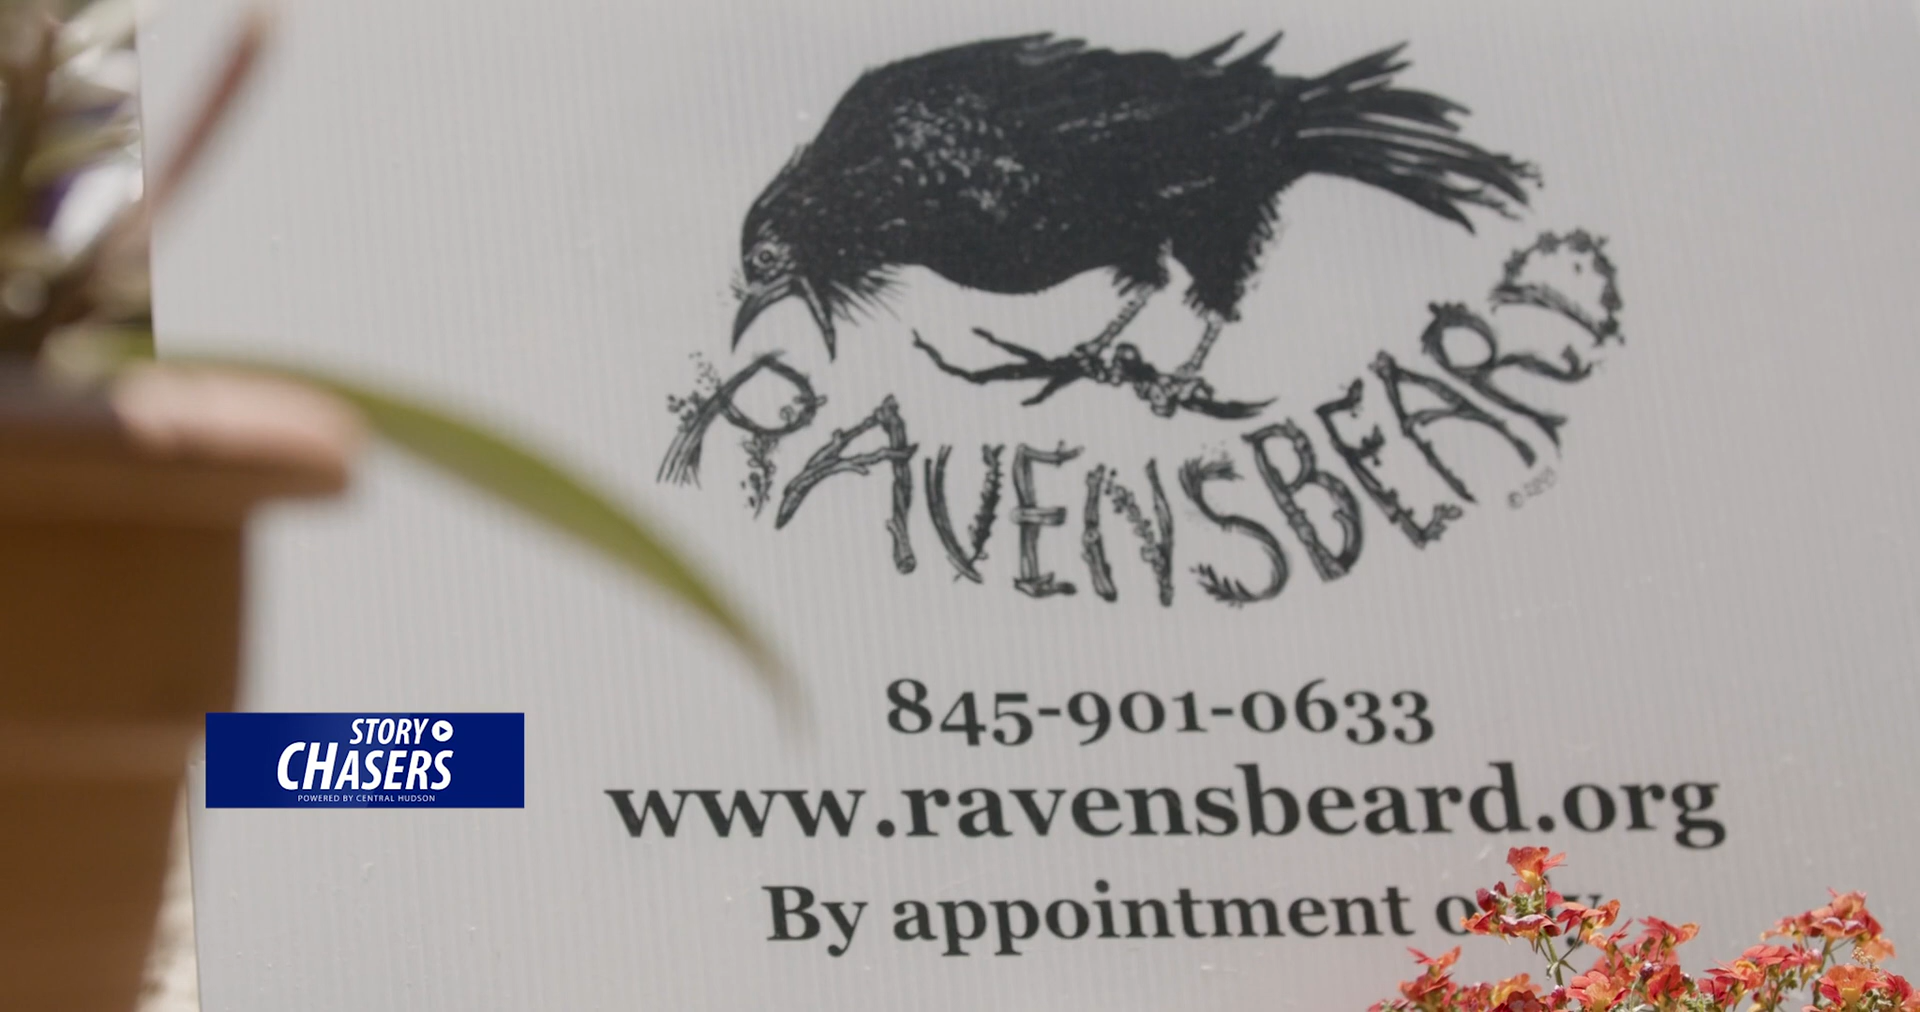 RAVENSBEARD
845-901-0633
www.ravensbeard.org
By appointment
STORY
CHASERS
POWERED BY CENTRAL HUDSON